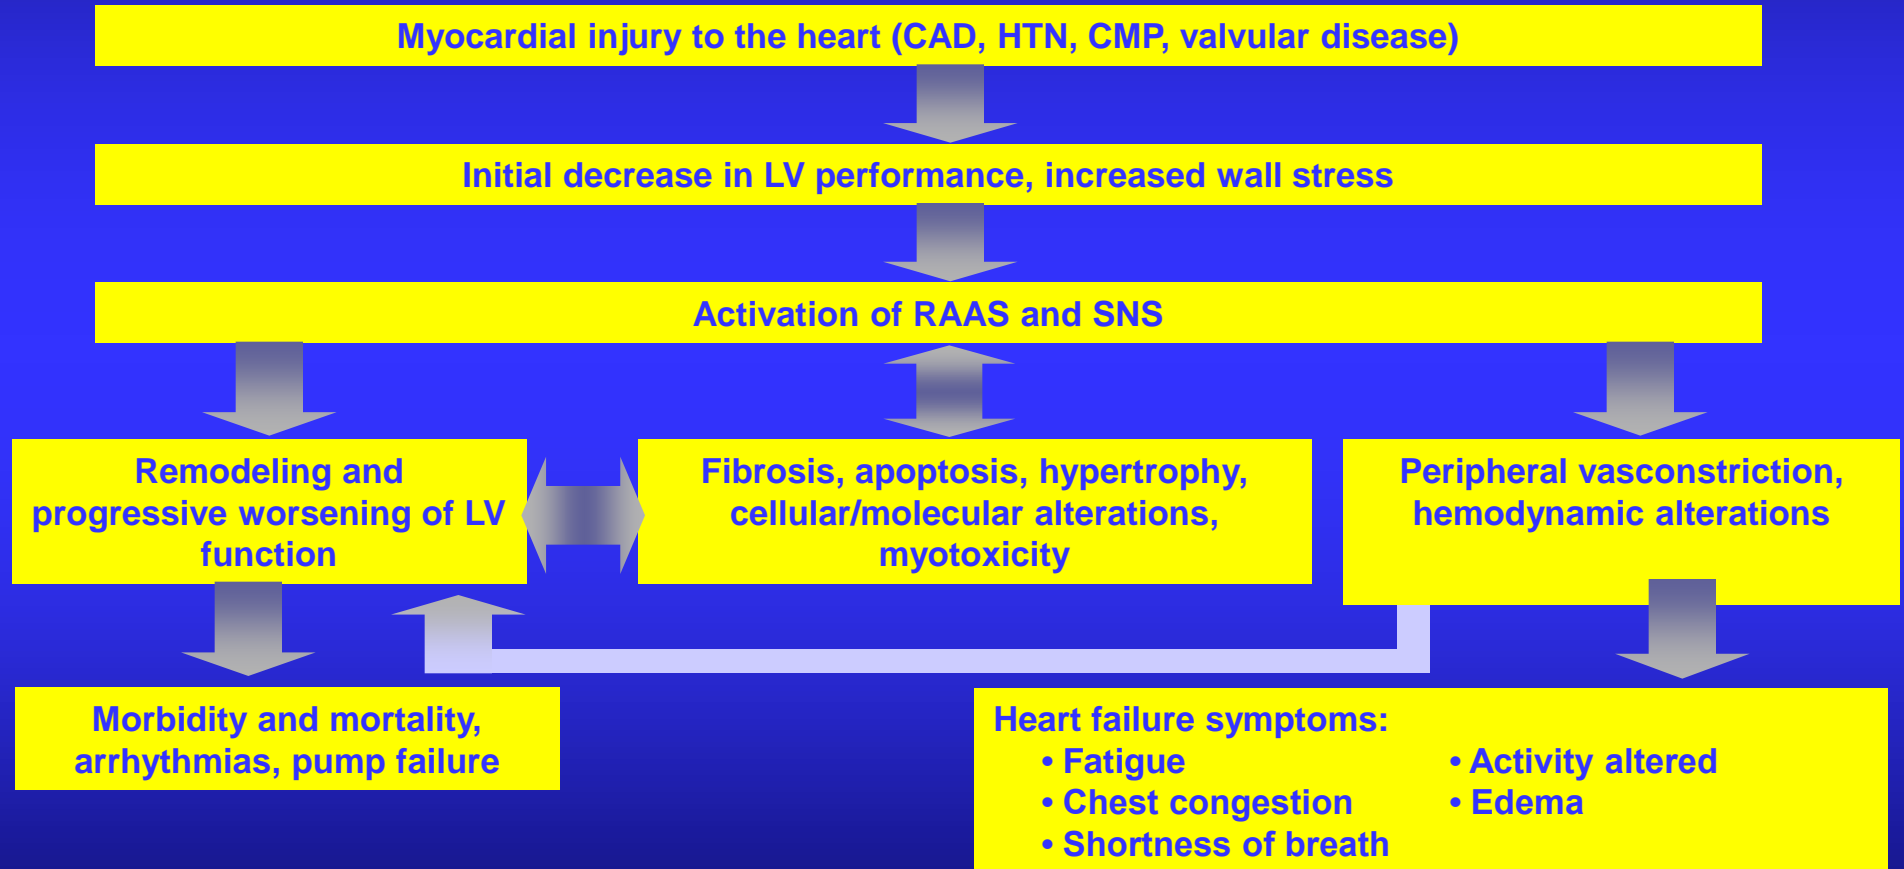 Myocardial injury to the heart (CAD, HTN, CMP, valvular disease)
Initial decrease in LV performance, increased wall stress
Activation of RAAS and SNS
Remodeling and
progressive worsening of LV
function
Fibrosis, apoptosis, hypertrophy,
cellular/molecular alterations,
myotoxicity
Peripheral vasconstriction,
hemodynamic alterations
Morbidity and mortality,
arrhythmias, pump failure
Heart failure symptoms:
• Fatigue
• Chest congestion
• Shortness of breath
• Activity altered
• Edema